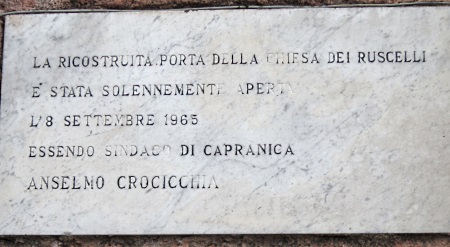 LA RICOSTRUITA PORTA DELLA CHIESA DEI RUSCELLI
E' STATA SOLENNEMENTE APERTA
L'8 SETTEMBRE 1965
ESSENDO SINDACO DI CAPRANICA
ANSELMO CROCICCHIA